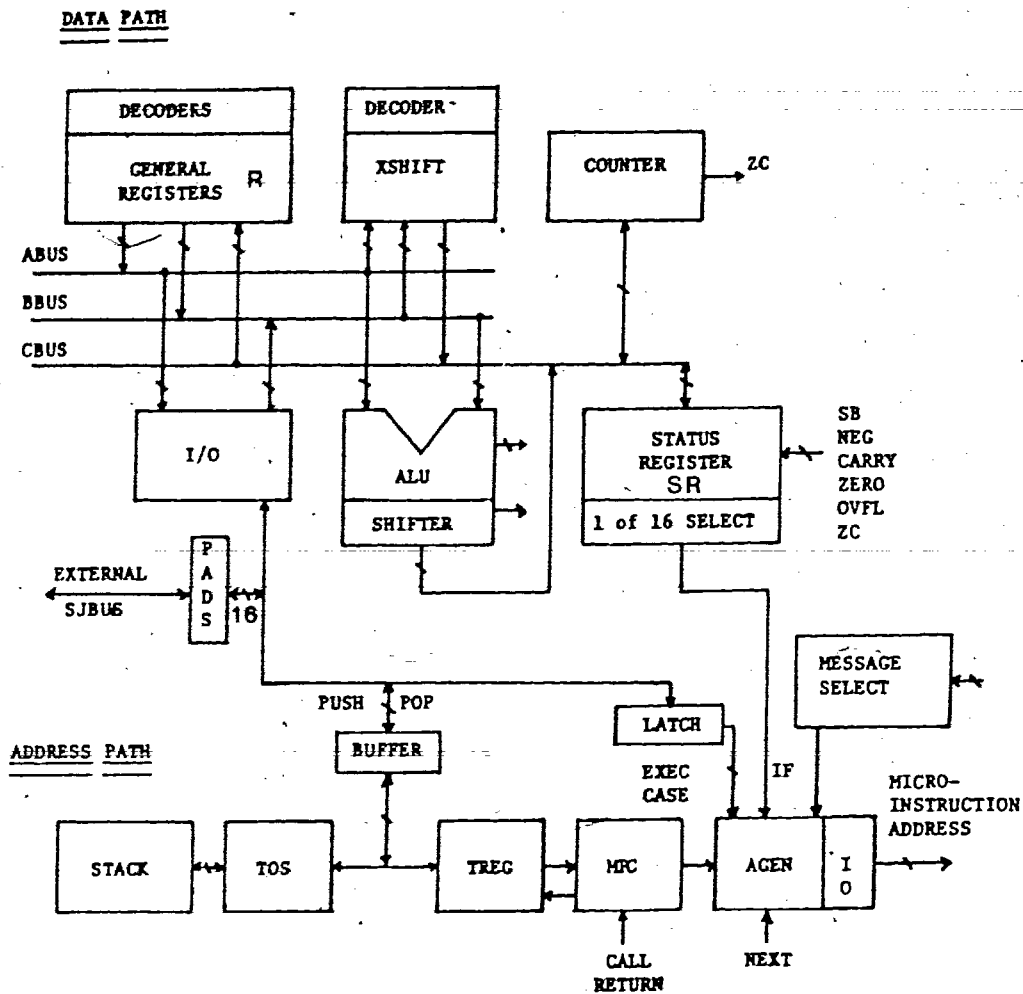 DATA PATH
DECODERS
GENERAL
REGISTERS R
DECODER
XSHIFT
COUNTER
ZC
ABUS
BBUS
CBUS
I/O
ALU
SHIFTER
STATUS
REGISTER
SR
1 of 16 SELECT
SB
NEG
CARRY
ZERO
OVFL
ZC
EXTERNAL
SJBUS
PADS
16
MESSAGE
SELECT
PUSH POP
LATCH
BUFFER
ADDRESS PATH
EXEC
CASE
IF
MICRO-
INSTRUCTION
ADDRESS
STACK
TOS
TREG
MPC
AGEN
IO
CALL
RETURN
NEXT